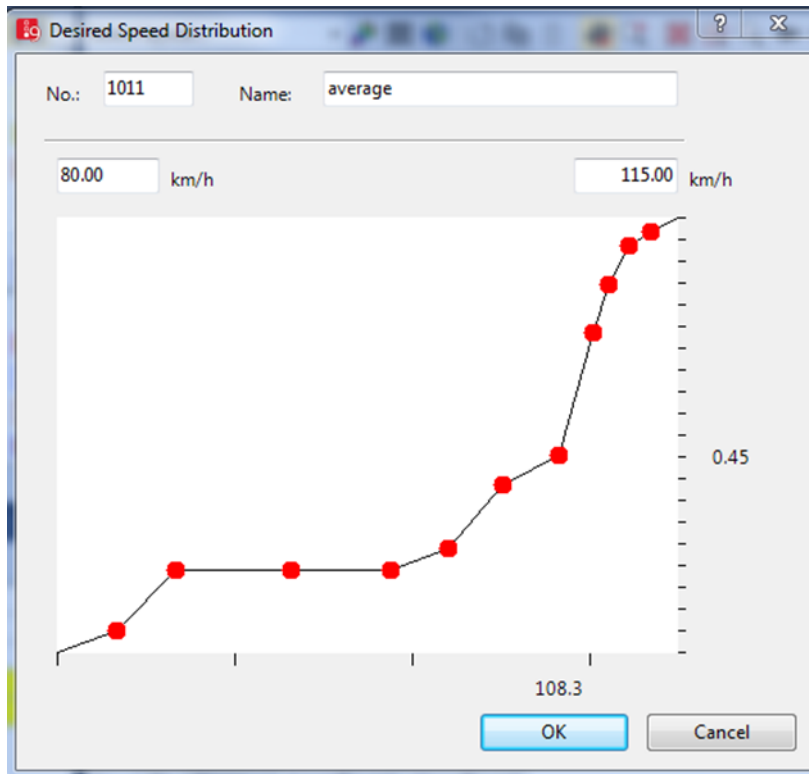 Desired Speed Distribution
No.: 1011 Name: average
80.00 km/h 115.00 km/h
0.45
108.3
OK Cancel